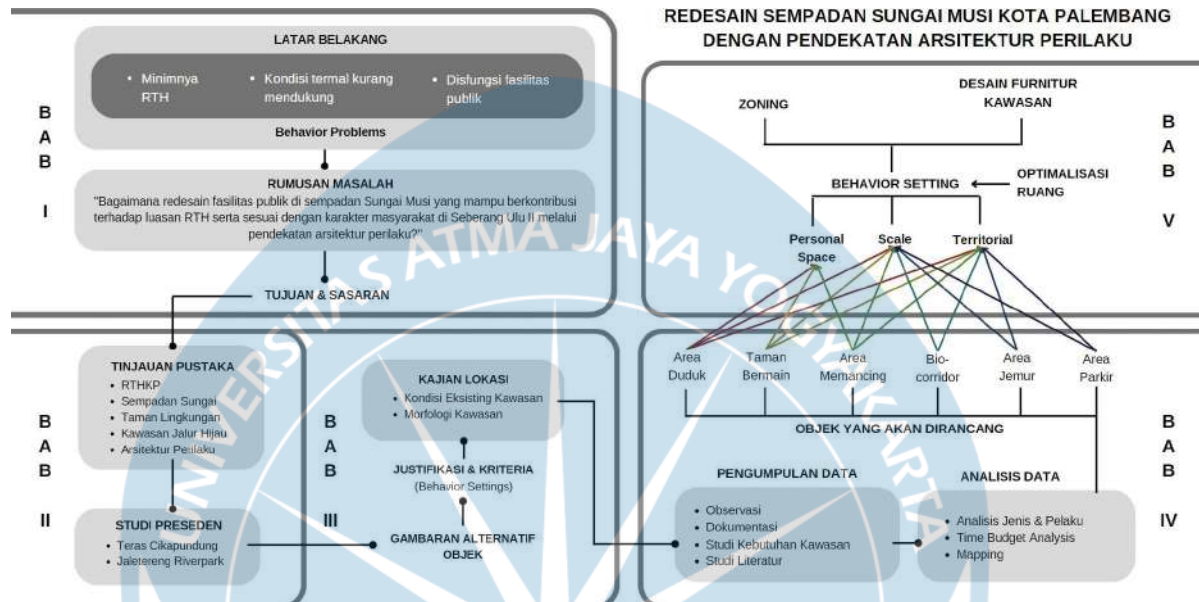 REDESAIN SEMPADAN SUNGAI MUSI KOTA PALEMBANG
DENGAN PENDEKATAN ARSITEKTUR PERILAKU
BAB I
LATAR BELAKANG
• Minimnya
RTH
• Kondisi termal kurang
mendukung
• Disfungsi fasilitas
publik
Behavior Problems
RUMUSAN MASALAH
"Bagaimana redesain fasilitas publik di sempadan Sungai Musi yang mampu berkontribusi
terhadap luasan RTH serta sesuai dengan karakter masyarakat di Seberang Ulu II melalui
pendekatan arsitektur perilaku?"
TUJUAN & SASARAN
BAB II
TINJAUAN PUSTAKA
• RTHKP
• Sempadan Sungai
• Taman Lingkungan
• Kawasan Jalur Hijau
• Arsitektur Perilaku
STUDI PRESEDEN
• Teras Cikapundung
• Jaletereng Riverpark
BAB III
KAJIAN LOKASI
• Kondisi Eksisting Kawasan
• Morfologi Kawasan
JUSTIFIKASI & KRITERIA
(Behavior Settings)
GAMBARAN ALTERNATIF
OBJEK
BAB V
ZONING
DESAIN FURNITUR
KAWASAN
BEHAVIOR SETTING
OPTIMALISASI
RUANG
Personal
Space
Scale
Territorial
BAB IV
Area
Duduk
Taman
Bermain
Area
Memancing
Bio-
corridor
Area
Jemur
Area
Parkir
OBJEK YANG AKAN DIRANCANG
PENGUMPULAN DATA
• Observasi
• Dokumentasi
• Studi Kebutuhan Kawasan
• Studi Literatur
ANALISIS DATA
• Analisis Jenis & Pelaku
• Time Budget Analysis
• Mapping
UNIVERSITAS ATMA JAYA YOGYAKARTA